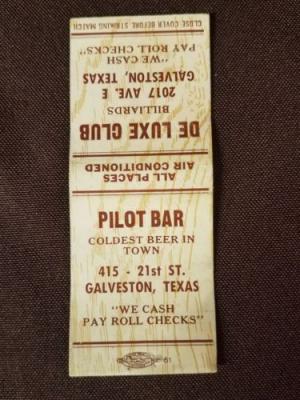 CLOSE COVER BEFORE STRIKING MATCH
"WE CASH
PAY ROLL CHECKS"
GALVESTON, TEXAS
2017 AVE. E
BILLIARDS
DE LUXE CLUB
ALL PLACES
AIR CONDITIONED
PILOT BAR
COLDEST BEER IN
TOWN
415 - 21st ST.
GALVESTON, TEXAS
"WE CASH
PAY ROLL CHECKS"
61